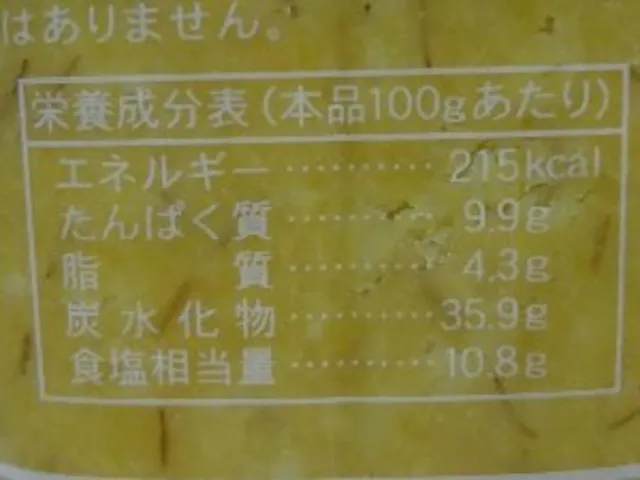 はありません。
栄養成分表(本品100gあたり)
エネルギー‥‥‥‥‥215kcal
たんぱく質‥‥‥‥‥9.9g
脂質‥‥‥‥‥4.3g
炭水化物‥‥‥‥‥35.9g
食塩相当量‥‥‥‥‥10.8g